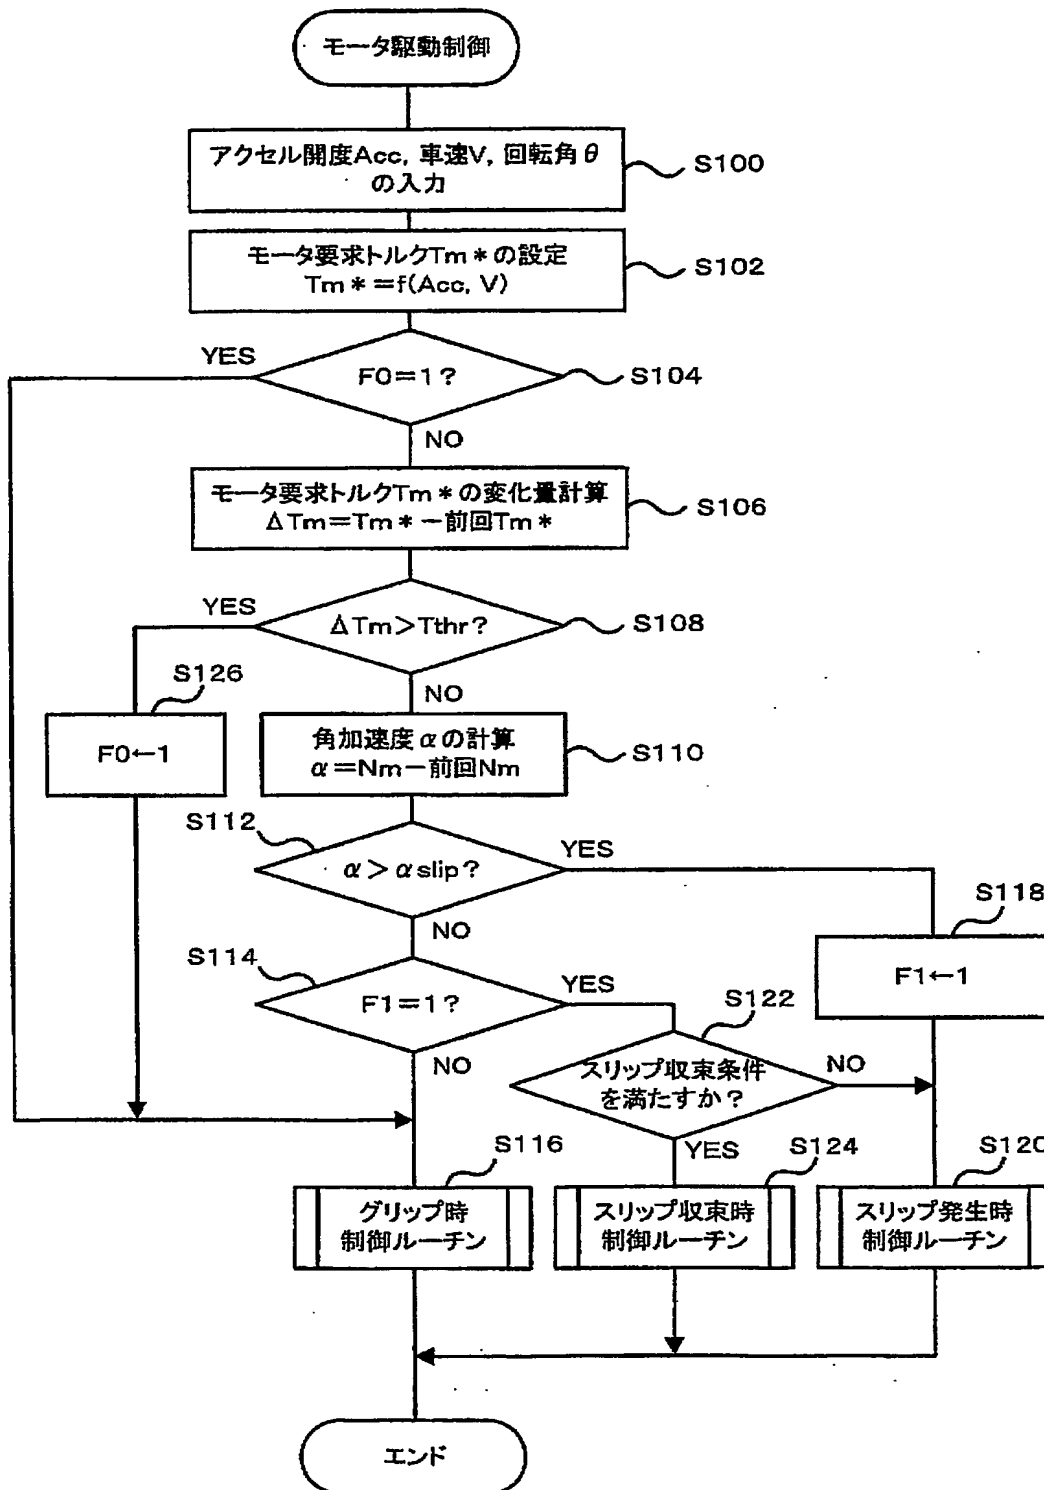 モータ駆動制御
アクセル開度Acc, 車速V, 回転角θ
の入力
S100
モータ要求トルクTm*の設定
Tm*=f(Acc, V)
S102
YES
F0=1?
S104
NO
モータ要求トルクTm*の変化量計算
ΔTm=Tm*-前回Tm*
S106
YES
ΔTm>Tthr?
S108
NO
S126
F0←1
角加速度αの計算
α=Nm-前回Nm
S110
S112
α>αslip?
YES
NO
S118
F1←1
S114
F1=1?
YES
NO
S122
スリップ収束条件
を満たすか?
NO
YES
S116
グリップ時
制御ルーチン
S124
スリップ収束時
制御ルーチン
S120
スリップ発生時
制御ルーチン
エンド